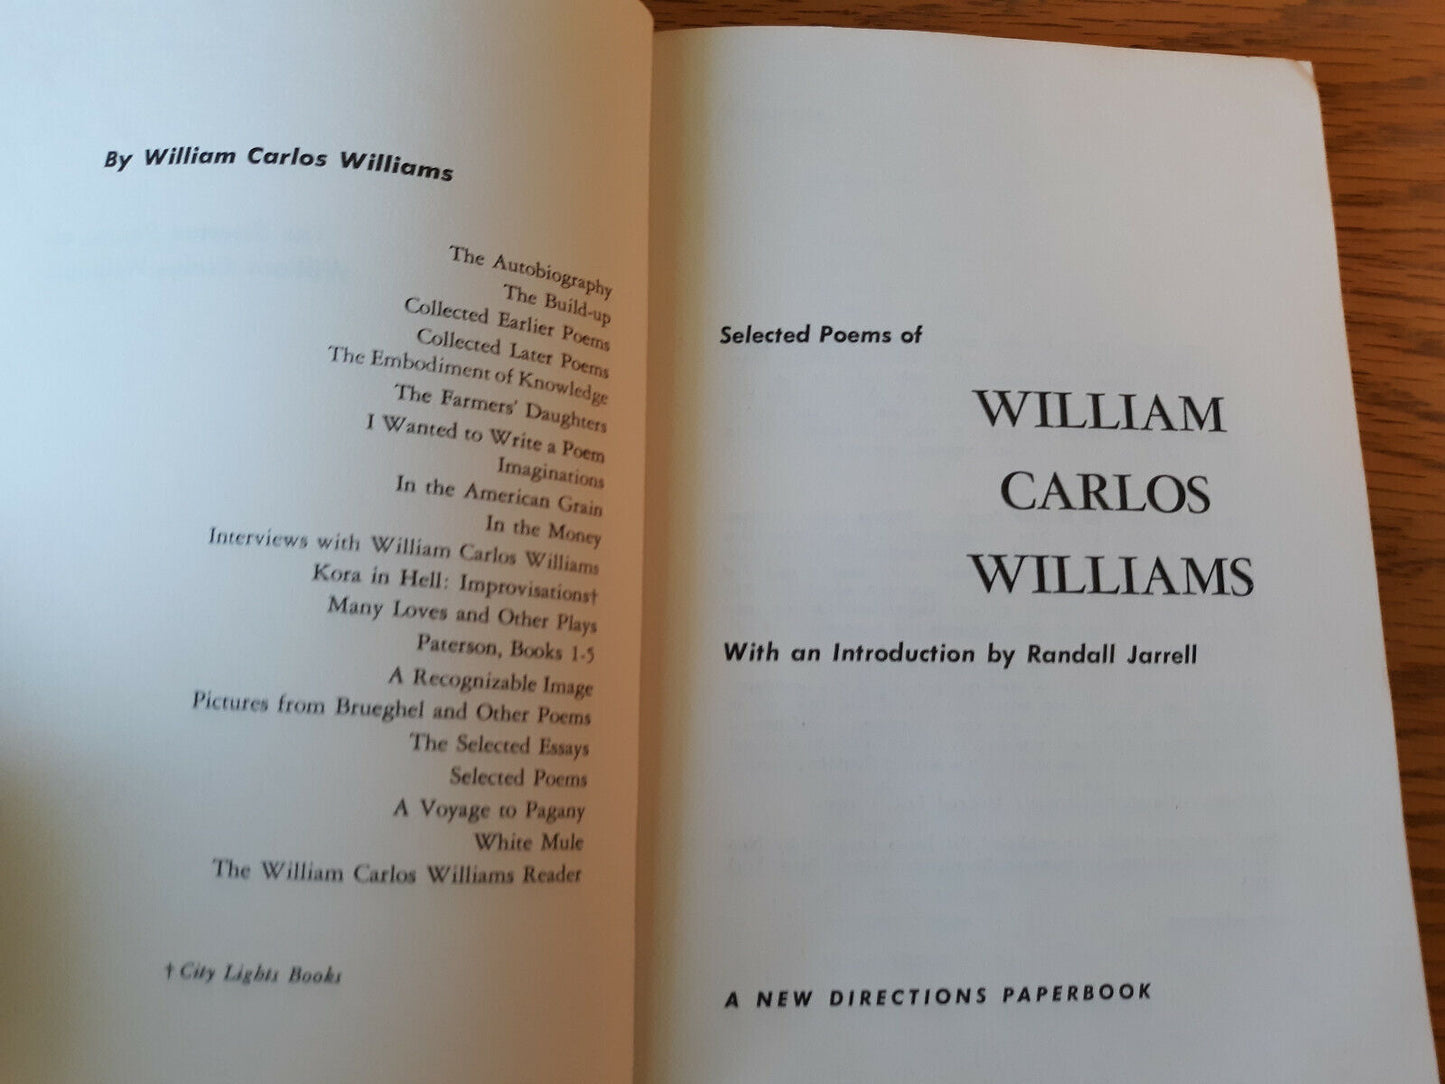 By William Carlos Williams
The Autobiography
The Build-up
Collected Earlier Poems
Collected Later Poems
The Embodiment of Knowledge
The Farmers' Daughters
I Wanted to Write a Poem
Imaginations
In the American Grain
In the Money
Interviews with William Carlos Williams
Kora in Hell: Improvisations†
Many Loves and Other Plays
Paterson, Books 1-5
A Recognizable Image
Pictures from Brueghel and Other Poems
The Selected Essays
Selected Poems
A Voyage to Pagany
White Mule
The William Carlos Williams Reader
† City Lights Books
Selected Poems of
WILLIAM
CARLOS
WILLIAMS
With an Introduction by Randall Jarrell
A NEW DIRECTIONS PAPERBOOK